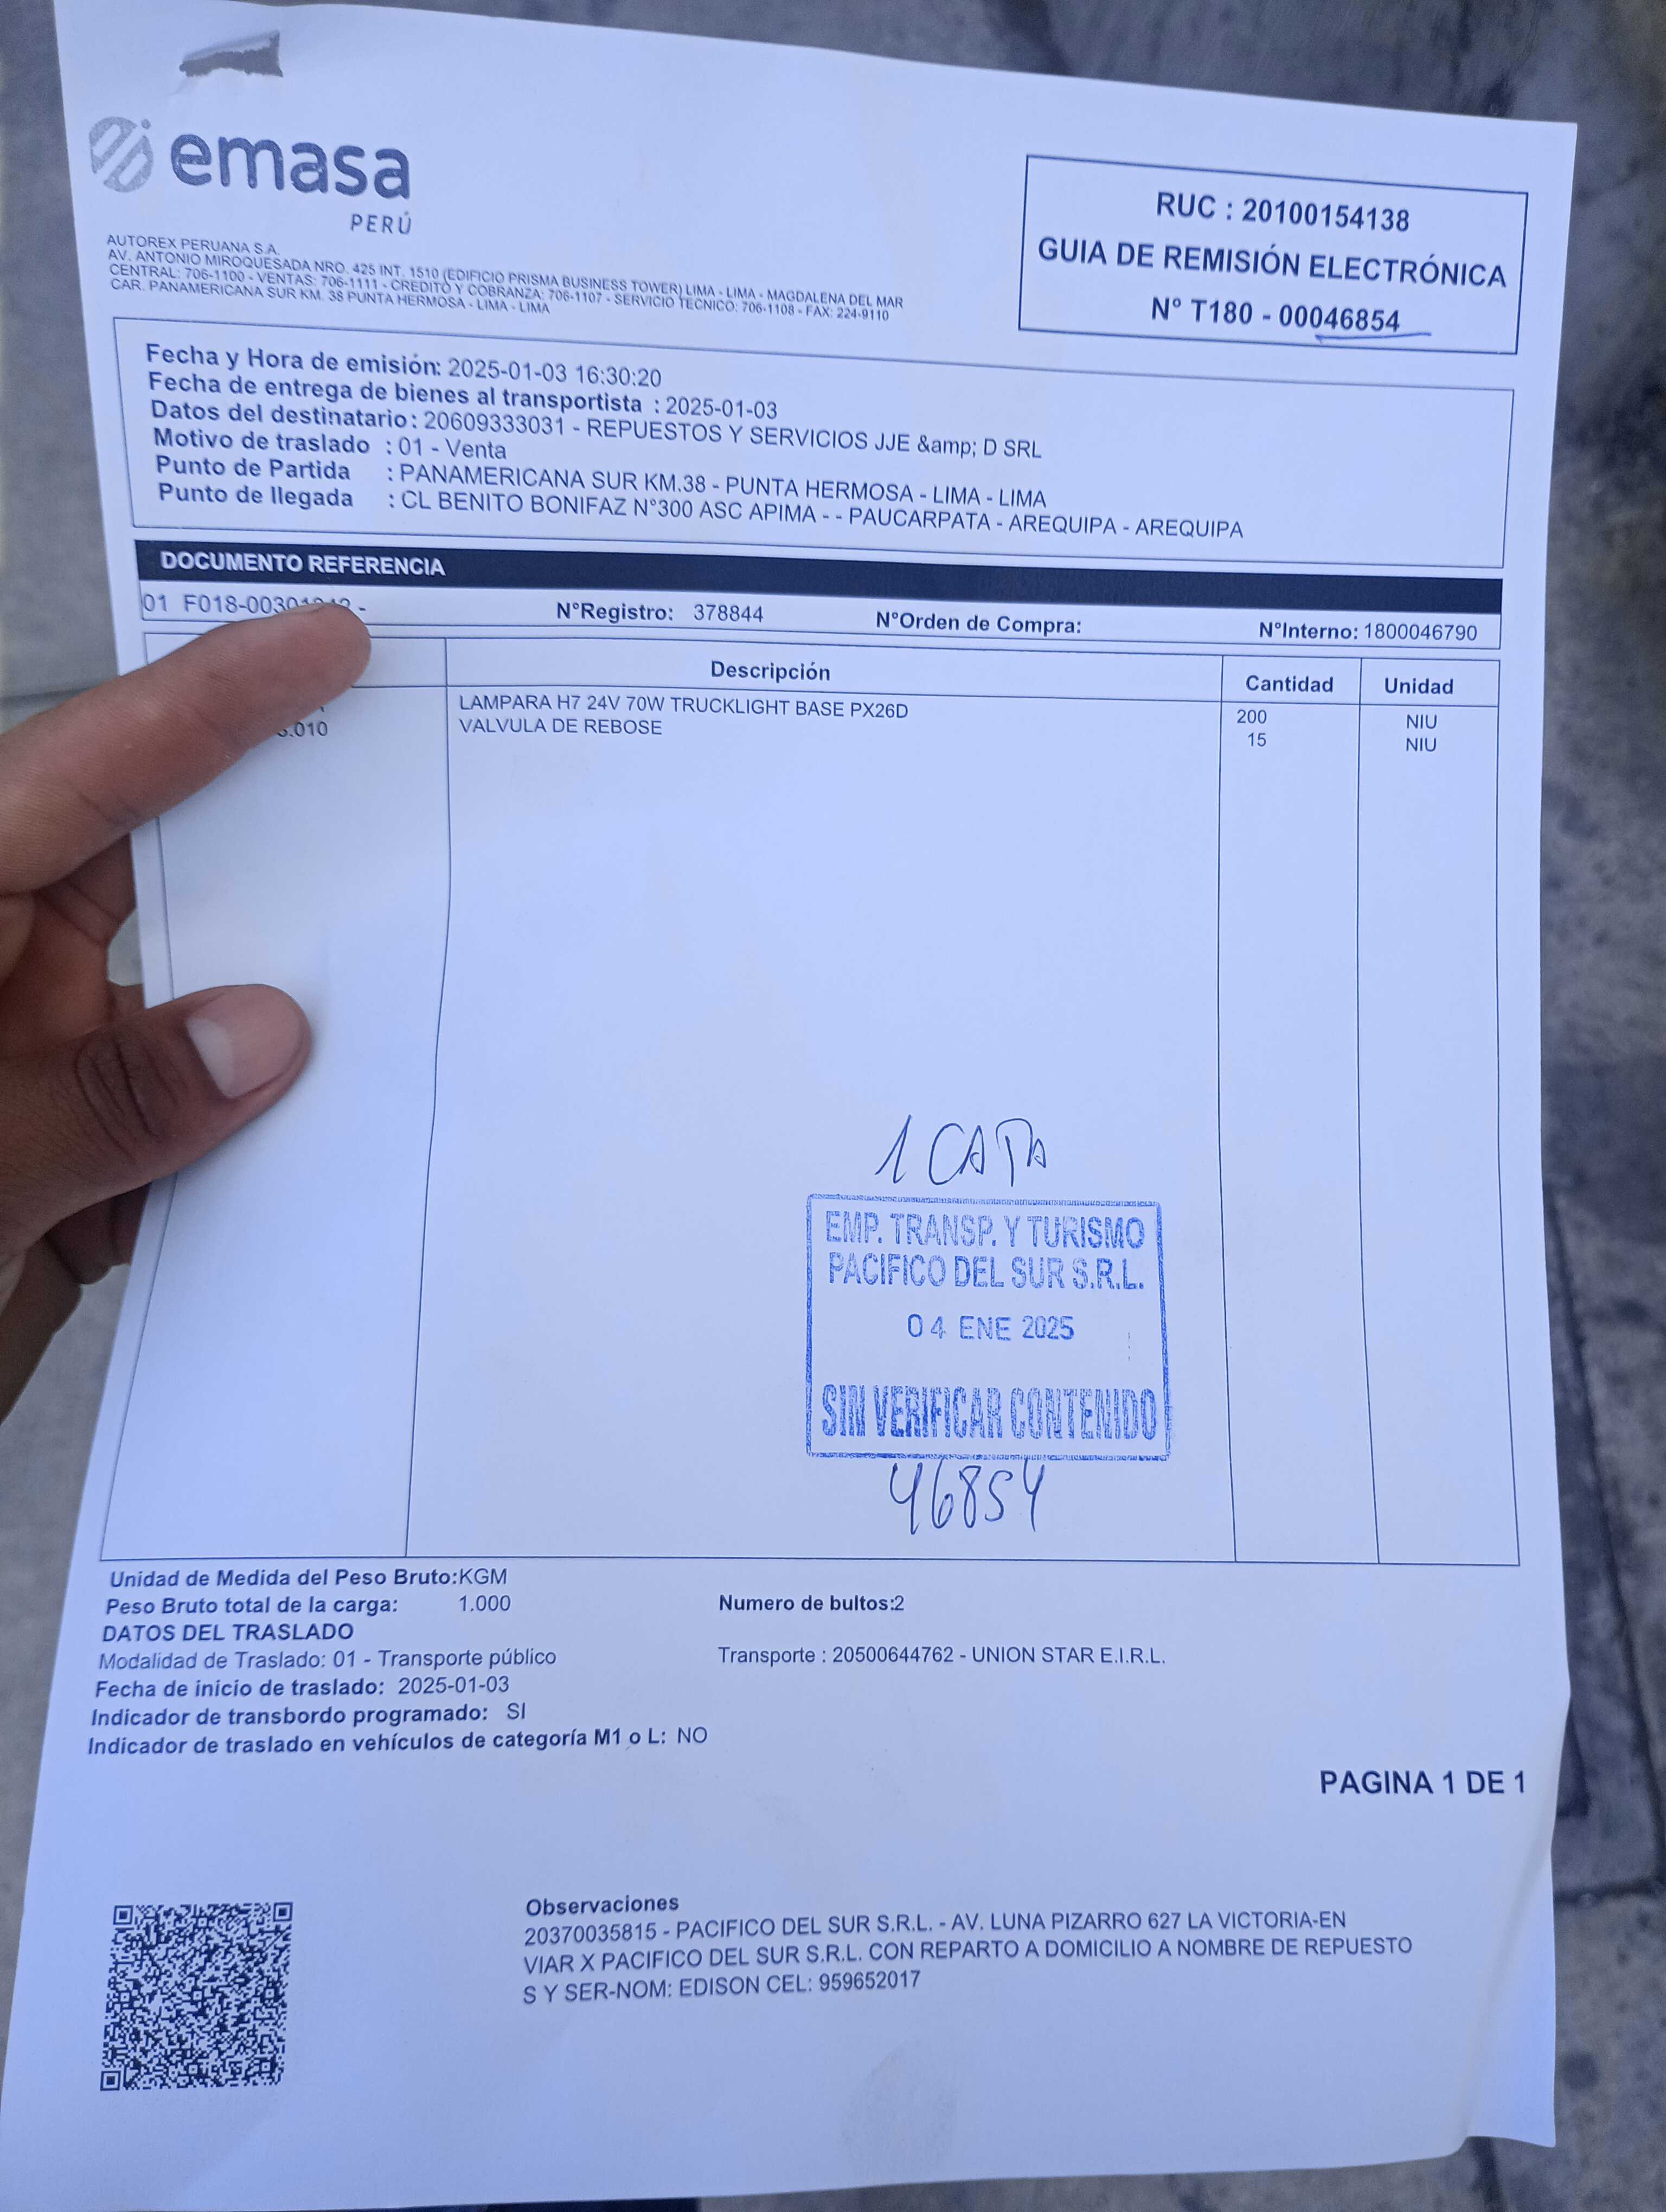 emasa
PERÚ
AUTOREX PERUANA S.A.
AV. ANTONIO MIROQUESADA NRO. 425 INT. 1510 (EDIFICIO PRISMA BUSINESS TOWER) LIMA - LIMA - MAGDALENA DEL MAR
CENTRAL: 706-1100 - VENTAS: 706-1111 - CREDITO Y COBRANZA: 706-1107 - SERVICIO TECNICO: 706-1108 - FAX: 224-9110
CAR. PANAMERICANA SUR KM. 38 PUNTA HERMOSA - LIMA - LIMA
RUC : 20100154138
GUIA DE REMISIÓN ELECTRÓNICA
Nº T180 - 00046854
Fecha y Hora de emisión: 2025-01-03 16:30:20
Fecha de entrega de bienes al transportista : 2025-01-03
Datos del destinatario : 20609333031 - REPUESTOS Y SERVICIOS JJE &amp; D SRL
Motivo de traslado : 01 - Venta
Punto de Partida : PANAMERICANA SUR KM.38 - PUNTA HERMOSA - LIMA - LIMA
Punto de llegada : CL BENITO BONIFAZ N°300 ASC APIMA - - PAUCARPATA - AREQUIPA - AREQUIPA
DOCUMENTO REFERENCIA
01 - N°Registro: 378844 N°Orden de Compra: N°Interno: 1800046790
Descripción Cantidad Unidad
LAMPARA H7 24V 70W TRUCKLIGHT BASE PX26D 200 NIU
.010 VALVULA DE REBOSE 15 NIU
1 CAJA
EMP. TRANSP. Y TURISMO
PACIFICO DEL SUR S.R.L.
04 ENE 2025
SIN VERIFICAR CONTENIDO
46854
Unidad de Medida del Peso Bruto:KGM
Peso Bruto total de la carga: 1.000 Numero de bultos:2
DATOS DEL TRASLADO
Modalidad de Traslado: 01 - Transporte público Transporte : 20500644762 - UNION STAR E.I.R.L.
Fecha de inicio de traslado: 2025-01-03
Indicador de transbordo programado: SI
Indicador de traslado en vehículos de categoría M1 o L: NO
PAGINA 1 DE 1
Observaciones
20370035815 - PACIFICO DEL SUR S.R.L. - AV. LUNA PIZARRO 627 LA VICTORIA-EN
VIAR X PACIFICO DEL SUR S.R.L. CON REPARTO A DOMICILIO A NOMBRE DE REPUESTO
S Y SER-NOM: EDISON CEL: 959652017